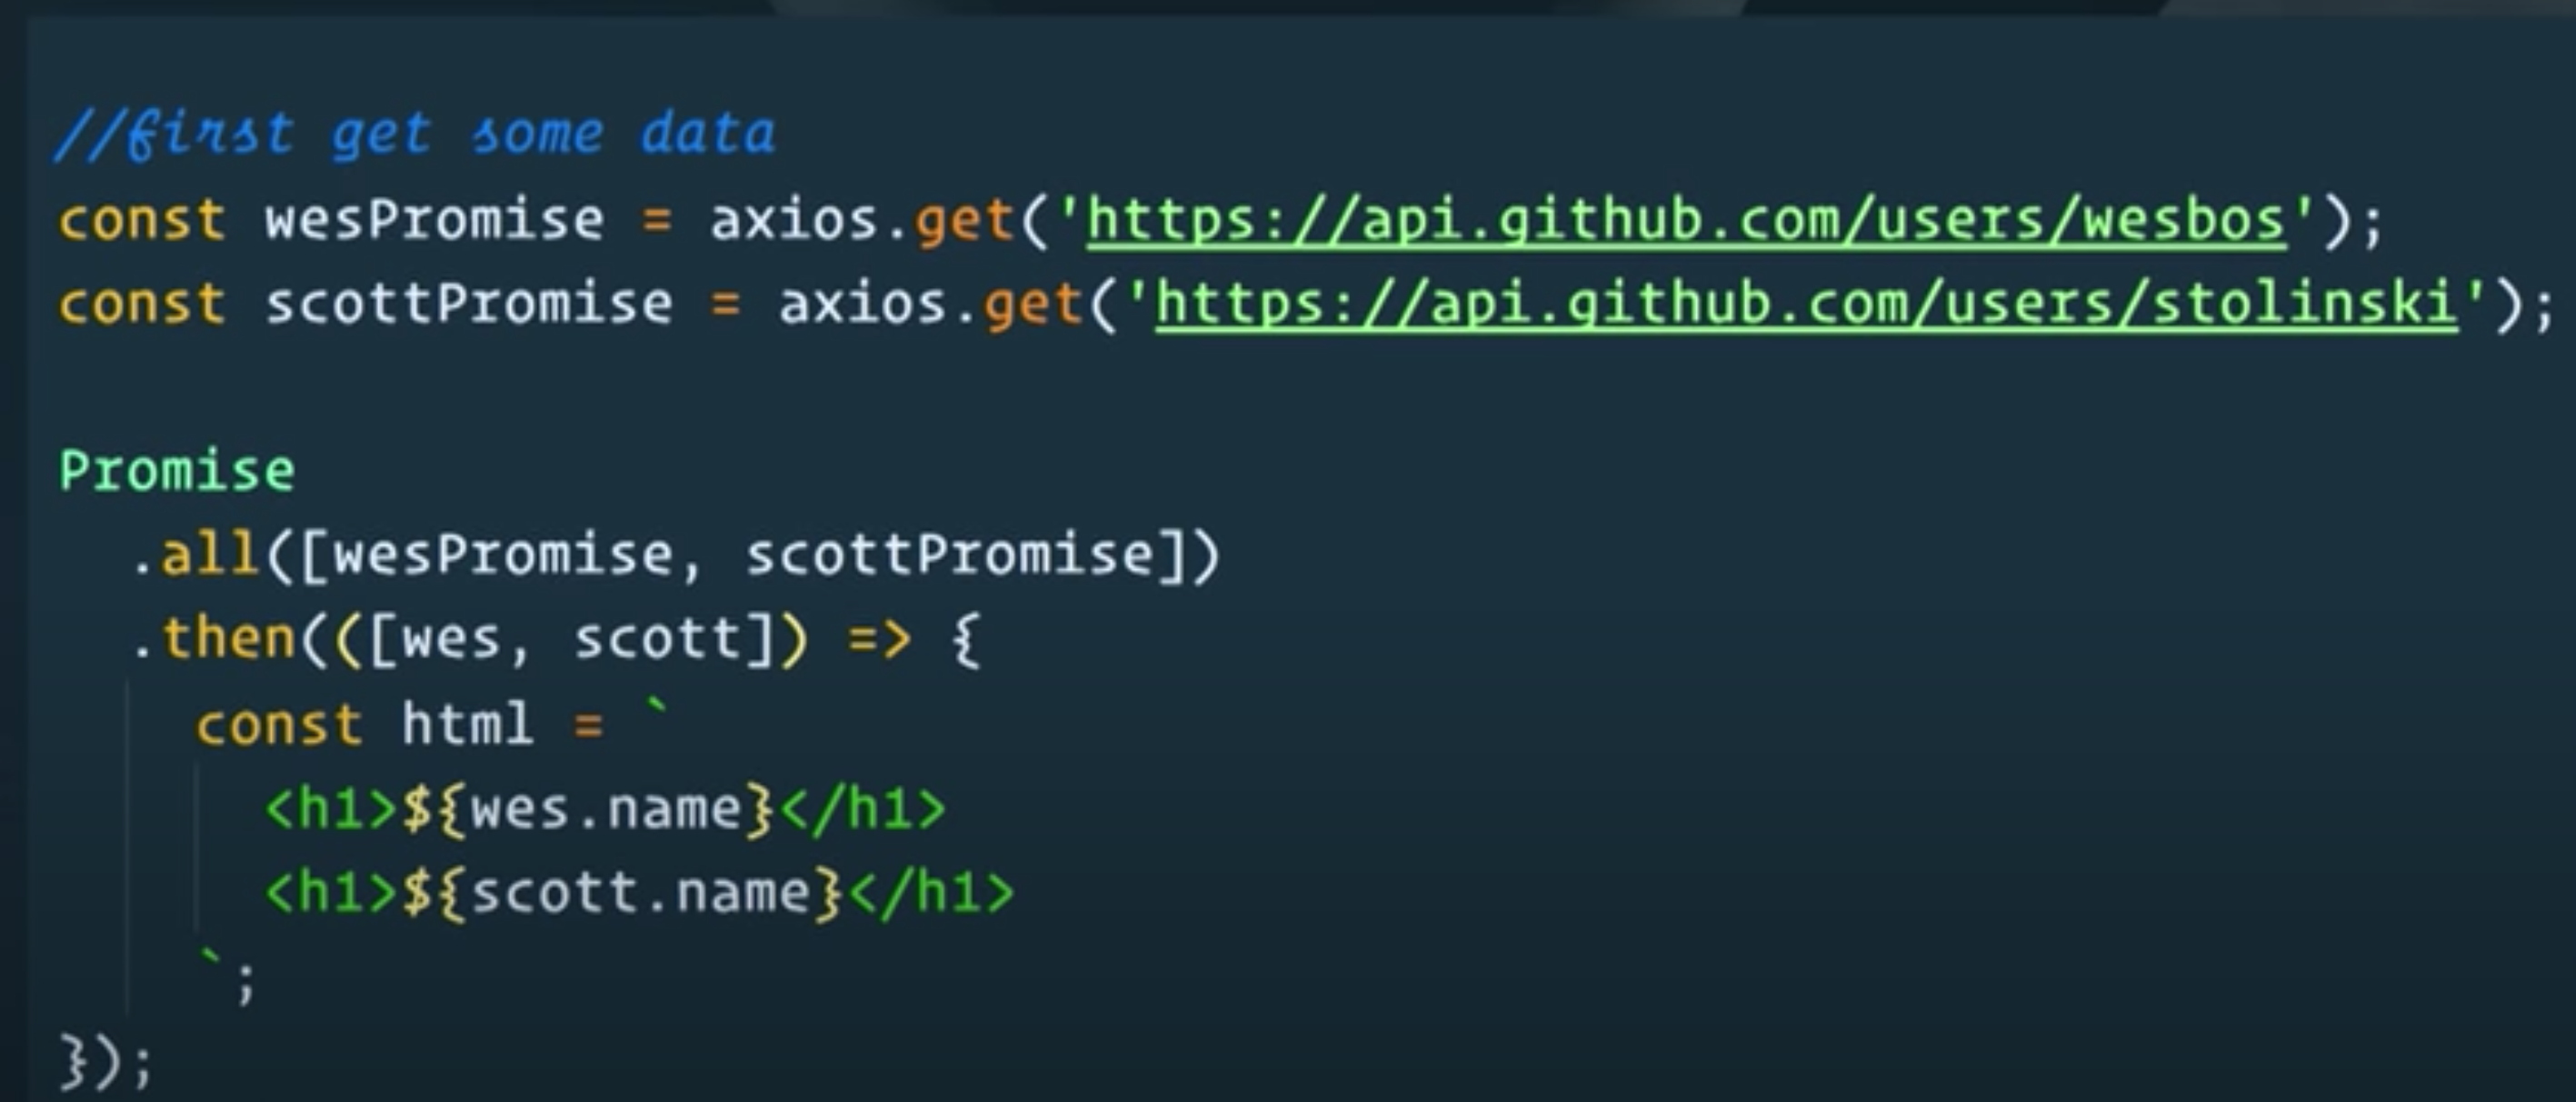 //first get some data
const wesPromise = axios.get('https://api.github.com/users/wesbos');
const scottPromise = axios.get('https://api.github.com/users/stolinski');
Promise
.all([wesPromise, scottPromise])
.then(([wes, scott]) => {
const html = `
<h1>${wes.name}</h1>
<h1>${scott.name}</h1>
`;
});